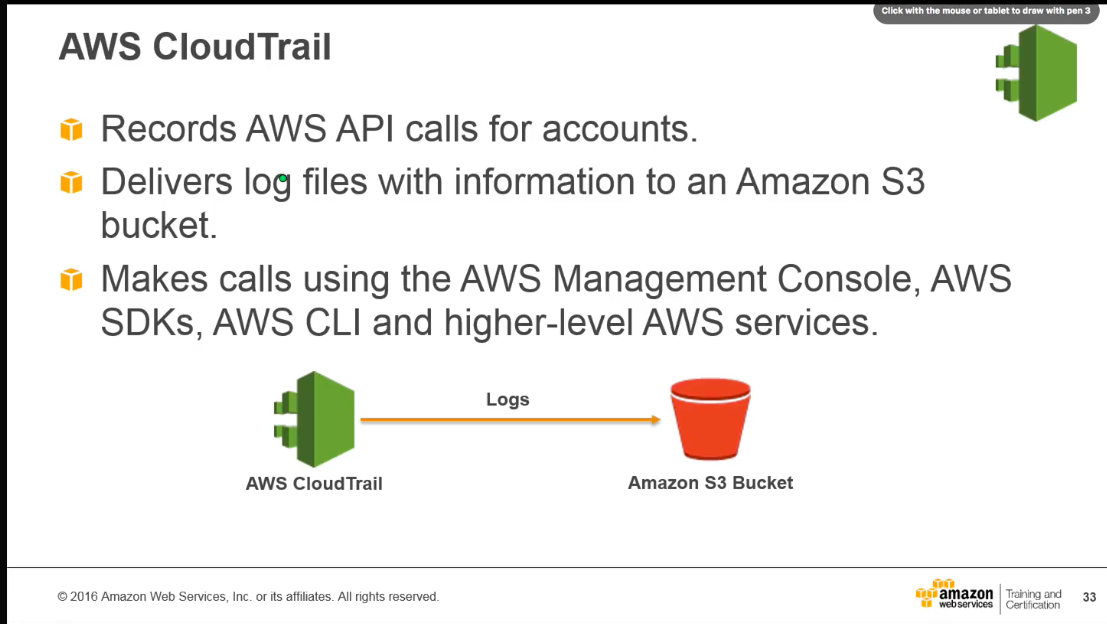 Click with the mouse or tablet to draw with pen 3
AWS CloudTrail
Records AWS API calls for accounts.
Delivers log files with information to an Amazon S3
bucket.
Makes calls using the AWS Management Console, AWS
SDKs, AWS CLI and higher-level AWS services.
Logs
AWS CloudTrail
Amazon S3 Bucket
© 2016 Amazon Web Services, Inc. or its affiliates. All rights reserved.
amazon
webservices
Training and
Certification
33